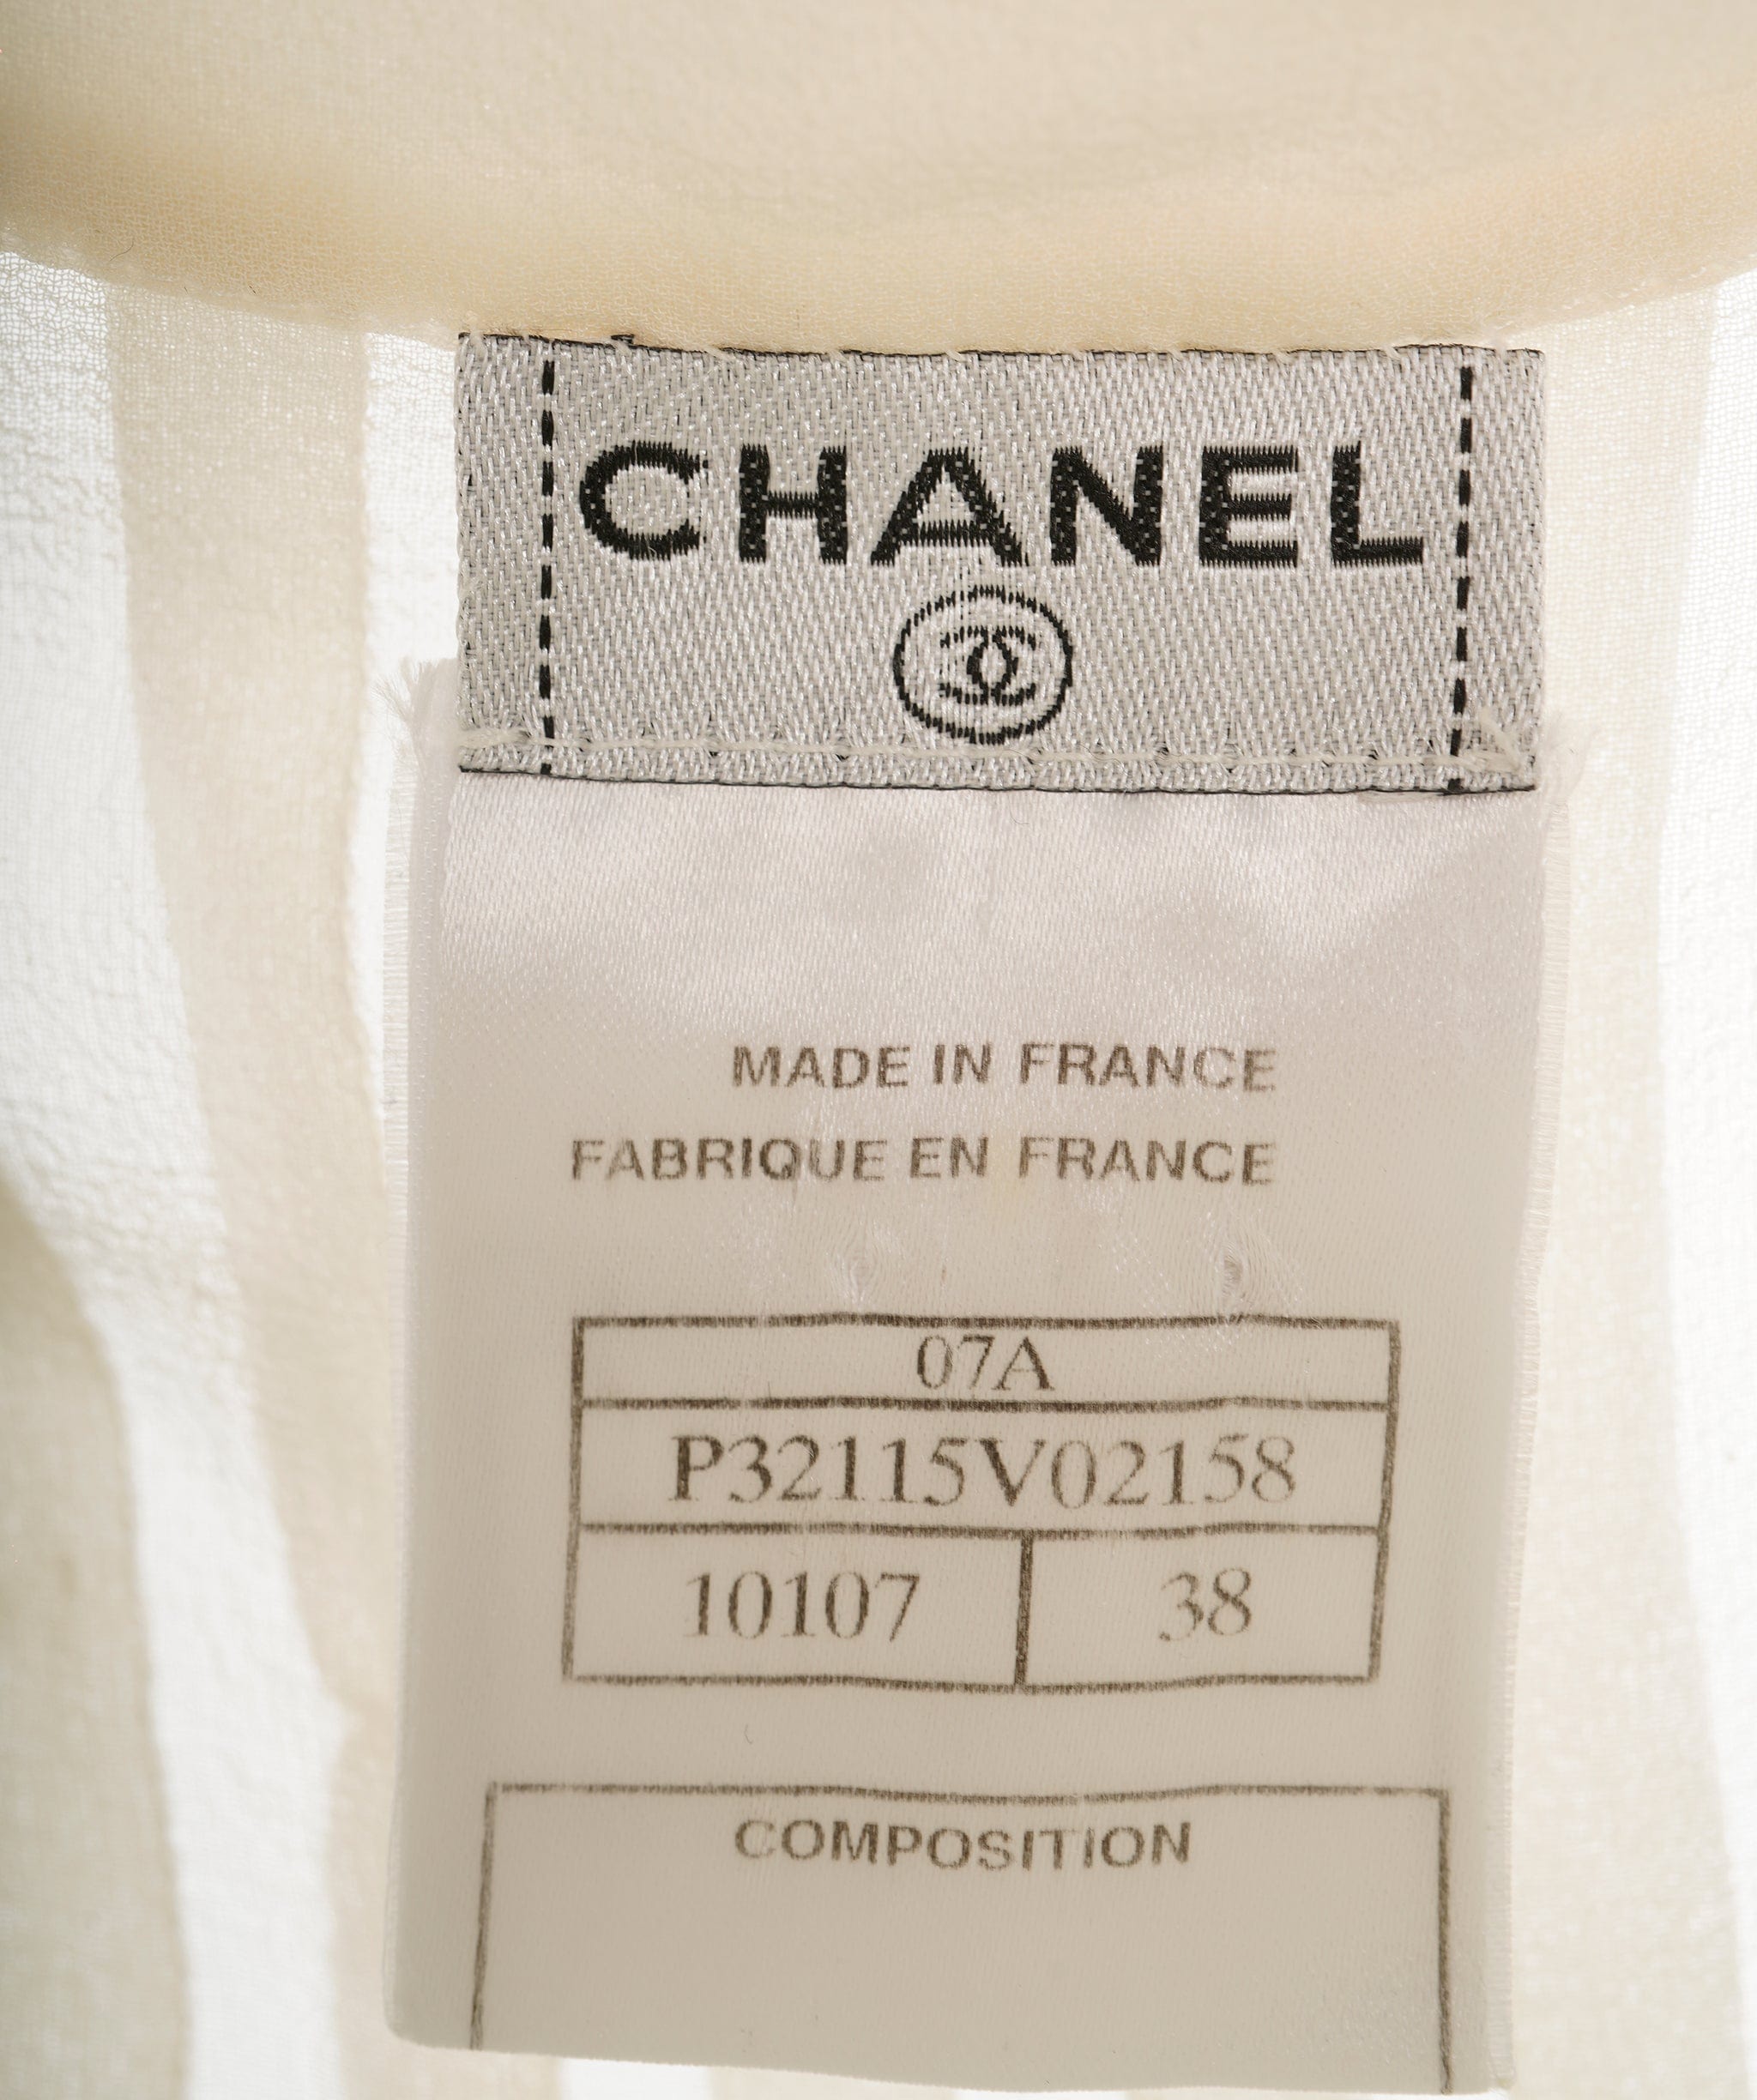 CHANEL
MADE IN FRANCE
FABRIQUE EN FRANCE
07A
P32115V02158
10107 38
COMPOSITION